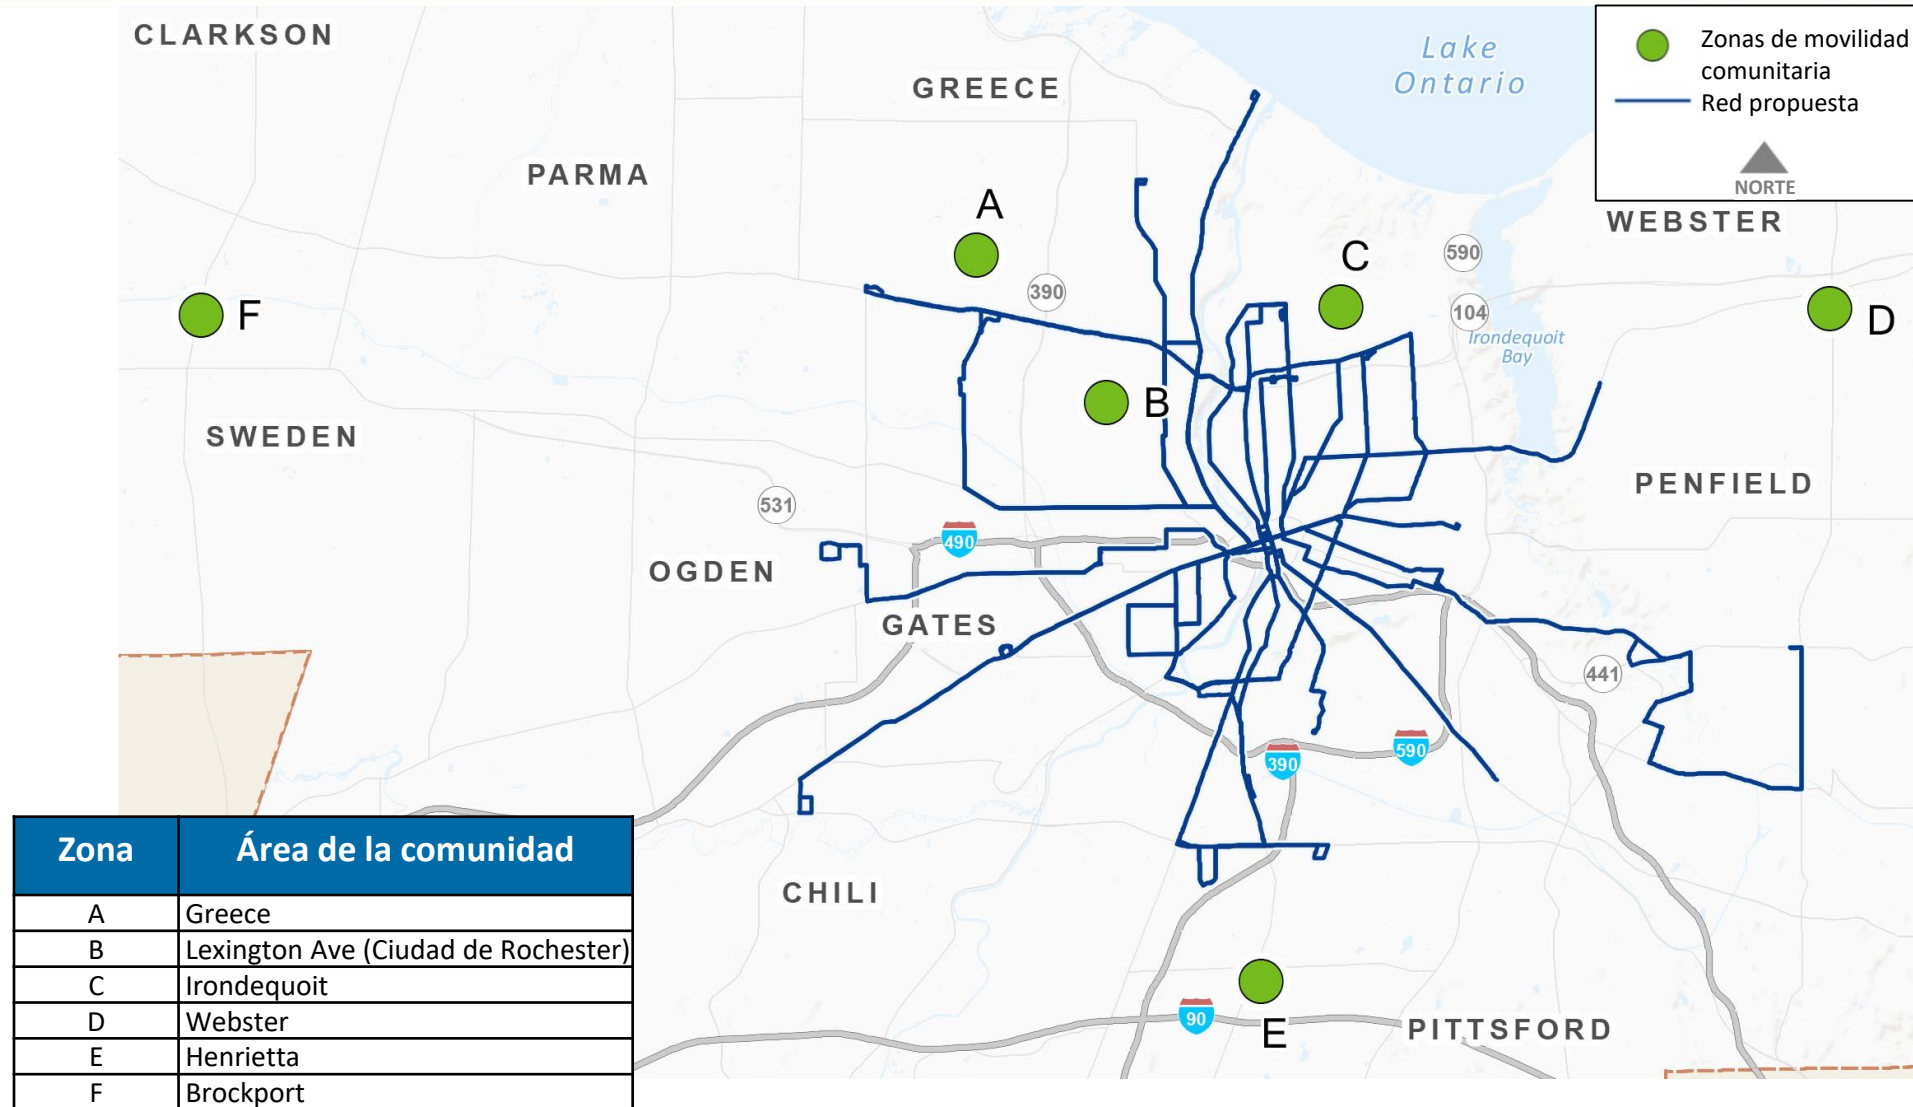 CLARKSON
GREECE
Lake
Ontario
Zonas de movilidad
comunitaria
Red propuesta
NORTE
PARMA
WEBSTER
A
C
590
390
104
F
D
Irondequoit
Bay
B
SWEDEN
PENFIELD
531
490
OGDEN
GATES
441
590
390
CHILI
90
E
PITTSFORD
Zona Área de la comunidad
A Greece
B Lexington Ave (Ciudad de Rochester)
C Irondequoit
D Webster
E Henrietta
F Brockport